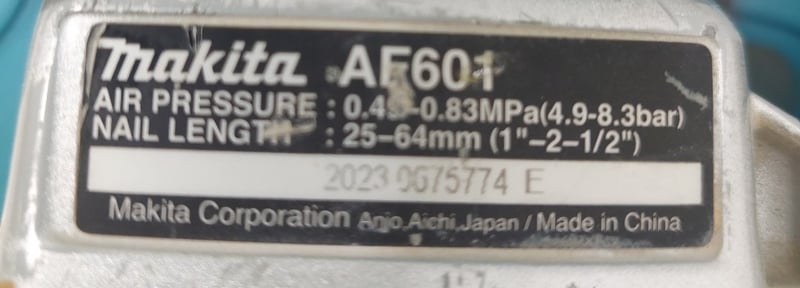 makita AF601
AIR PRESSURE : 0.49-0.83MPa(4.9-8.3bar)
NAIL LENGTH : 25-64mm (1"-2-1/2")
2023 0675774 E
Makita Corporation Anjo,Aichi,Japan / Made in China